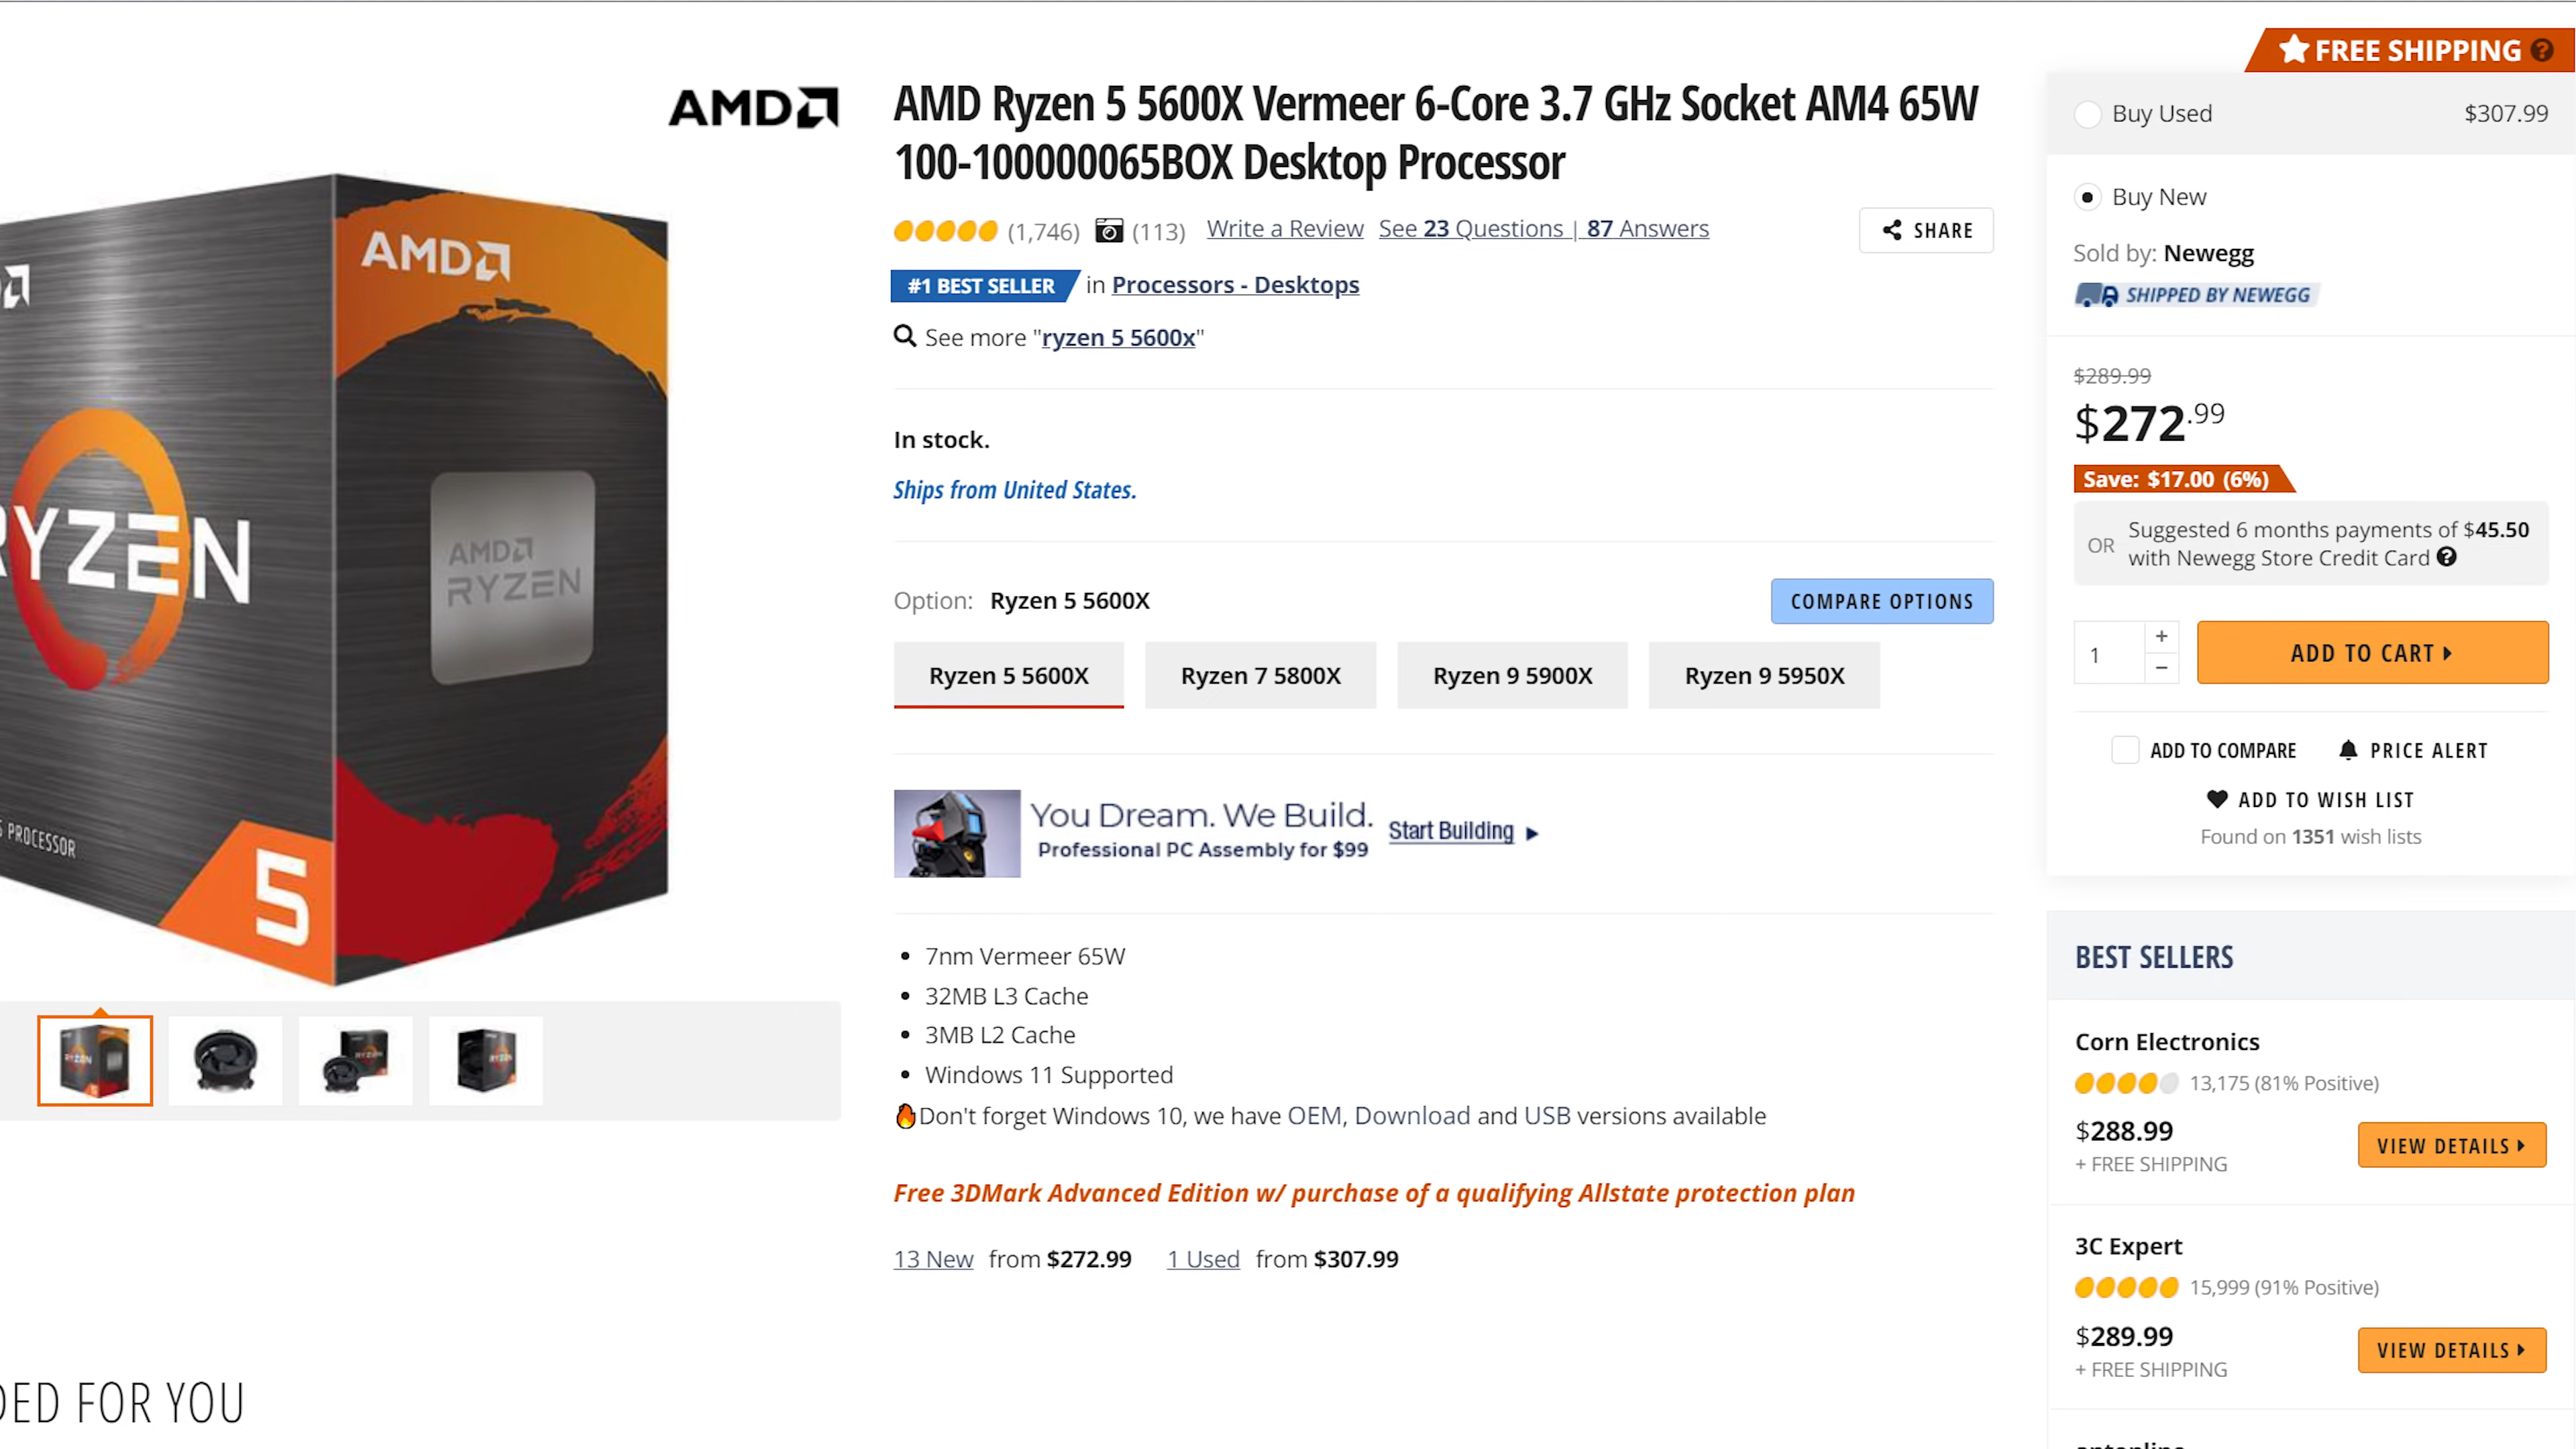 FREE SHIPPING
AMD
AMD Ryzen 5 5600X Vermeer 6-Core 3.7 GHz Socket AM4 65W
100-100000065BOX Desktop Processor
(1,746) (113) Write a Review See 23 Questions | 87 Answers
SHARE
#1 BEST SELLER in Processors - Desktops
See more "ryzen 5 5600x"
In stock.
Ships from United States.
Option: Ryzen 5 5600X
COMPARE OPTIONS
Ryzen 5 5600X Ryzen 7 5800X Ryzen 9 5900X Ryzen 9 5950X
You Dream. We Build.
Professional PC Assembly for $99
Start Building
• 7nm Vermeer 65W
• 32MB L3 Cache
• 3MB L2 Cache
• Windows 11 Supported
🔥Don't forget Windows 10, we have OEM, Download and USB versions available
Free 3DMark Advanced Edition w/ purchase of a qualifying Allstate protection plan
13 New from $272.99 1 Used from $307.99
AMD
RYZEN
AMD
RYZEN
PROCESSOR
5
RYZEN
RYZEN
RYZEN
DED FOR YOU
Buy Used $307.99
Buy New
Sold by: Newegg
SHIPPED BY NEWEGG
$289.99
$272.99
Save: $17.00 (6%)
OR
Suggested 6 months payments of $45.50
with Newegg Store Credit Card
1 + −
ADD TO CART
ADD TO COMPARE PRICE ALERT
ADD TO WISH LIST
Found on 1351 wish lists
BEST SELLERS
Corn Electronics
13,175 (81% Positive)
$288.99
+ FREE SHIPPING
VIEW DETAILS
3C Expert
15,999 (91% Positive)
$289.99
+ FREE SHIPPING
VIEW DETAILS